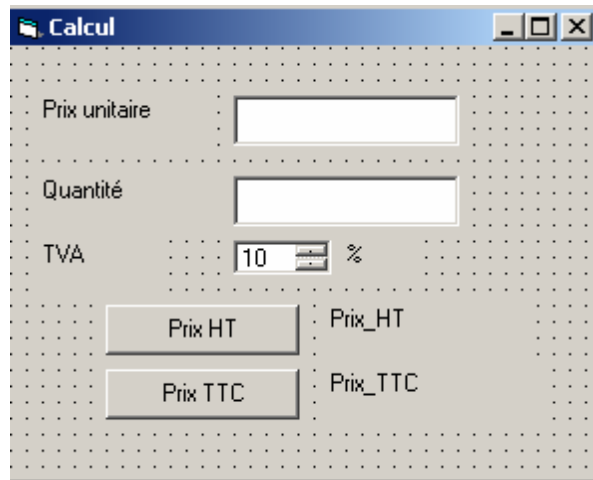 Calcul
Prix unitaire
Quantité
TVA 10 %
Prix HT Prix_HT
Prix TTC Prix_TTC